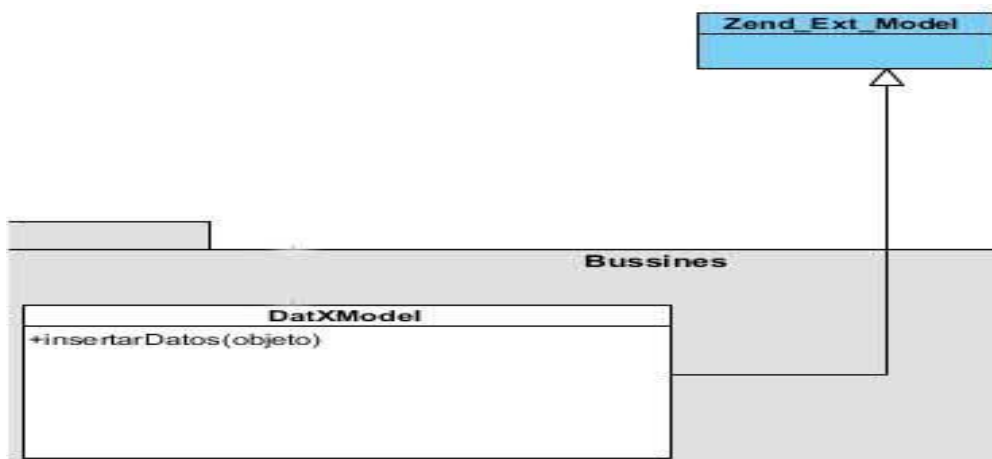 Zend_Ext_Model
Bussines
DatXModel
+insertarDatos(objeto)